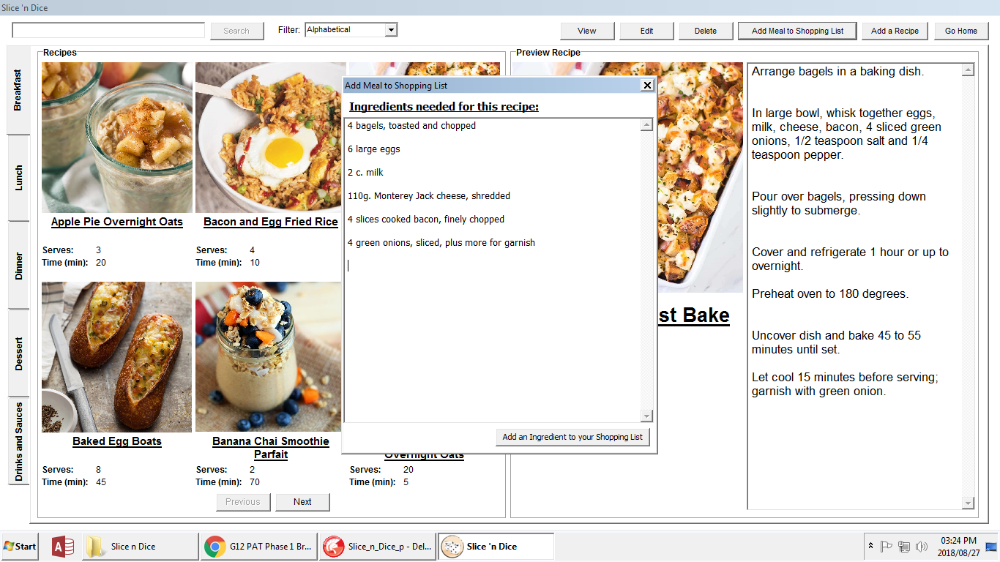 Slice 'n Dice
Search
Filter:
Alphabetical
View
Edit
Delete
Add Meal to Shopping List
Add a Recipe
Go Home
Breakfast
Lunch
Dinner
Dessert
Drinks and Sauces
Recipes
Apple Pie Overnight Oats
Serves: 3
Time (min): 20
Bacon and Egg Fried Rice
Serves: 4
Time (min): 10
Baked Egg Boats
Serves: 8
Time (min): 45
Banana Chai Smoothie
Parfait
Serves: 2
Time (min): 70
Overnight Oats
Serves: 20
Time (min): 5
Previous
Next
Add Meal to Shopping List
Ingredients needed for this recipe:
4 bagels, toasted and chopped
6 large eggs
2 c. milk
110g. Monterey Jack cheese, shredded
4 slices cooked bacon, finely chopped
4 green onions, sliced, plus more for garnish
Add an Ingredient to your Shopping List
Preview Recipe
st Bake
Arrange bagels in a baking dish.
In large bowl, whisk together eggs,
milk, cheese, bacon, 4 sliced green
onions, 1/2 teaspoon salt and 1/4
teaspoon pepper.
Pour over bagels, pressing down
slightly to submerge.
Cover and refrigerate 1 hour or up to
overnight.
Preheat oven to 180 degrees.
Uncover dish and bake 45 to 55
minutes until set.
Let cool 15 minutes before serving;
garnish with green onion.
Start
Slice n Dice
G12 PAT Phase 1 Br...
Slice_n_Dice_p - Del...
Slice 'n Dice
03:24 PM
2018/08/27